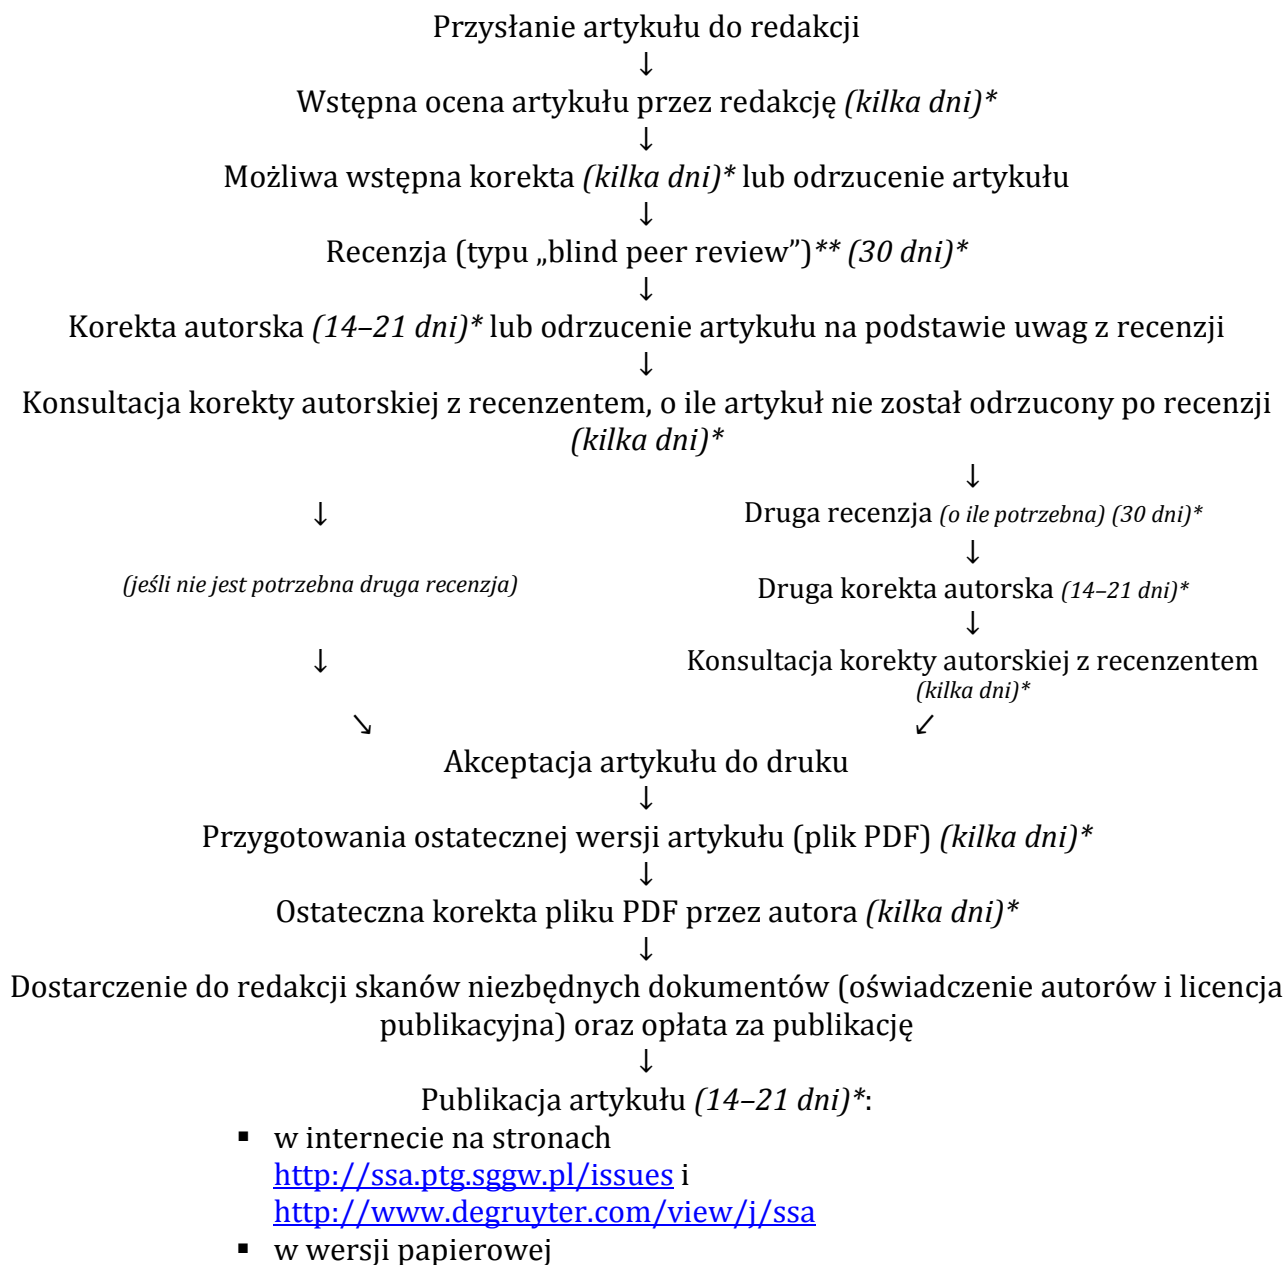 Przysłanie artykułu do redakcji
↓
Wstępna ocena artykułu przez redakcję (kilka dni)*
↓
Możliwa wstępna korekta (kilka dni)* lub odrzucenie artykułu
↓
Recenzja (typu „blind peer review”)** (30 dni)*
↓
Korekta autorska (14–21 dni)* lub odrzucenie artykułu na podstawie uwag z recenzji
↓
Konsultacja korekty autorskiej z recenzentem, o ile artykuł nie został odrzucony po recenzji
(kilka dni)*
↓
(jeśli nie jest potrzebna druga recenzja)
↓
↘
↓
Druga recenzja (o ile potrzebna) (30 dni)*
↓
Druga korekta autorska (14–21 dni)*
↓
Konsultacja korekty autorskiej z recenzentem
(kilka dni)*
↙
Akceptacja artykułu do druku
↓
Przygotowania ostatecznej wersji artykułu (plik PDF) (kilka dni)*
↓
Ostateczna korekta pliku PDF przez autora (kilka dni)*
↓
Dostarczenie do redakcji skanów niezbędnych dokumentów (oświadczenie autorów i licencja
publikacyjna) oraz opłata za publikację
↓
Publikacja artykułu (14–21 dni)*:
▪ w internecie na stronach
http://ssa.ptg.sggw.pl/issues i
http://www.degruyter.com/view/j/ssa
▪ w wersji papierowej